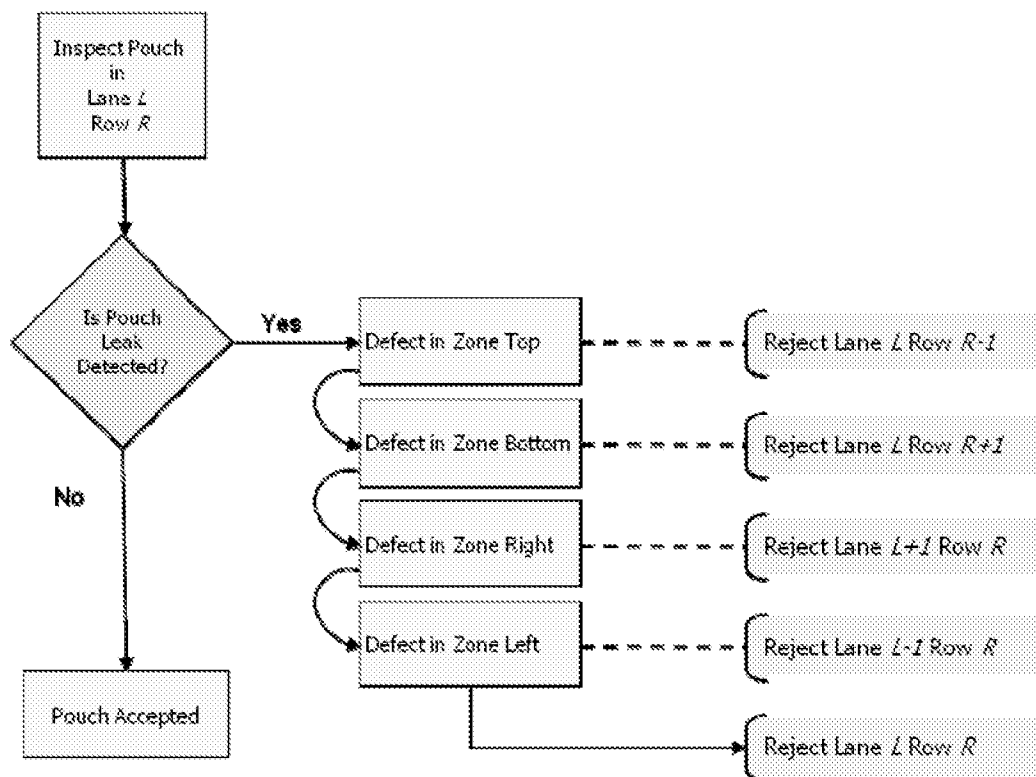 Inspect Pouch
in
Lane L
Row R
Is Pouch
Leak
Detected?
Yes
No
Pouch Accepted
Defect in Zone Top
Reject Lane L Row R-1
Defect in Zone Bottom
Reject Lane L Row R+1
Defect in Zone Right
Reject Lane L+1 Row R
Defect in Zone Left
Reject Lane L-1 Row R
Reject Lane L Row R